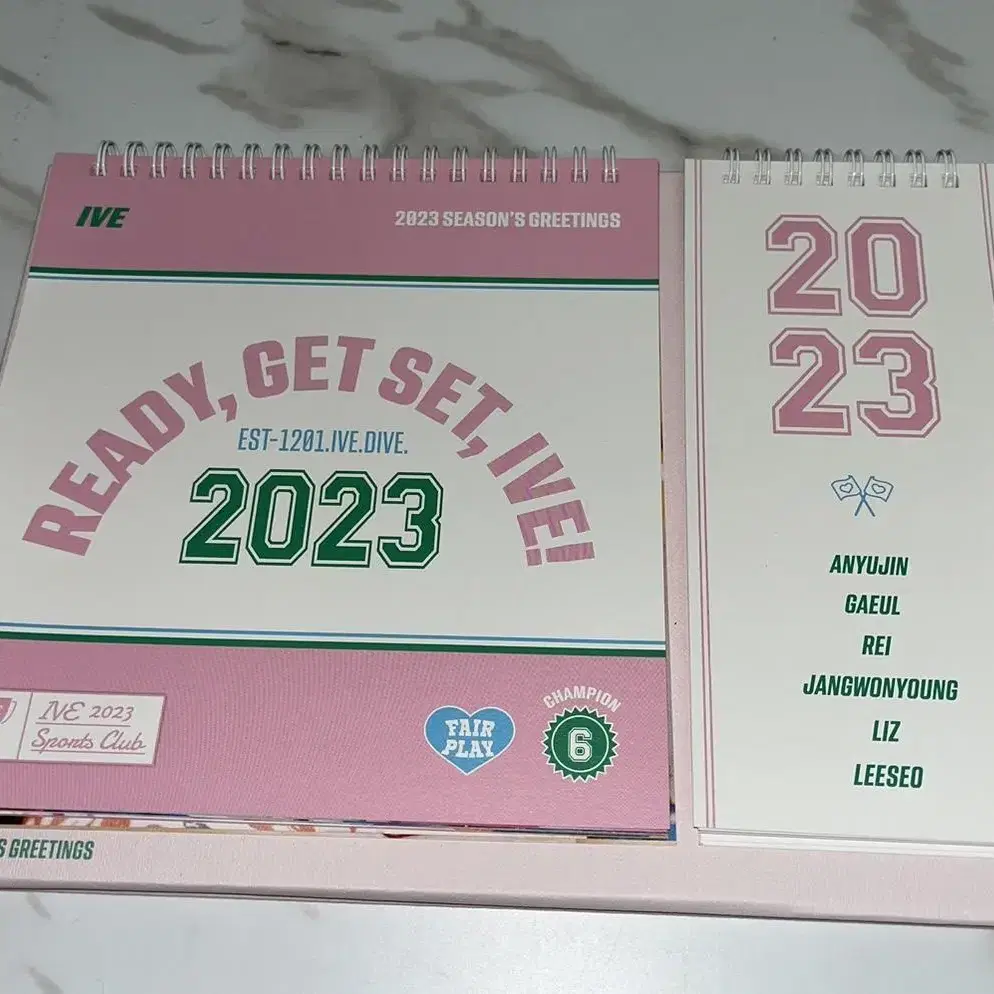 IVE
2023 SEASON'S GREETINGS
READY, GET SET, IVE!
EST-1201.IVE.DIVE.
2023
IVE 2023
Sports Club
FAIR
PLAY
CHAMPION
6
S GREETINGS
20
23
ANYUJIN
GAEUL
REI
JANGWONYOUNG
LIZ
LEESEO